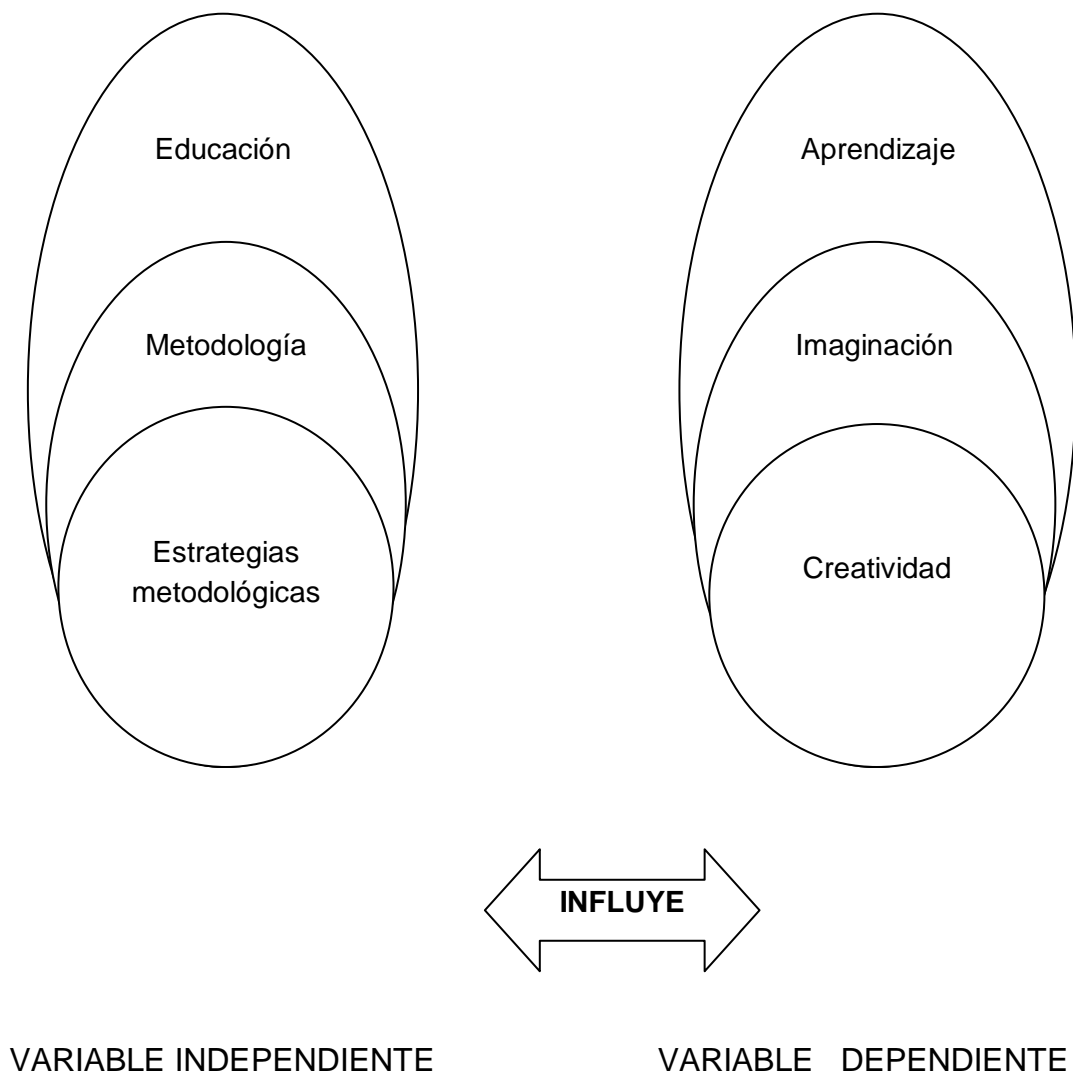 Educación
Aprendizaje
Metodología
Imaginación
Estrategias
metodológicas
Creatividad
INFLUYE
VARIABLE INDEPENDIENTE
VARIABLE DEPENDIENTE